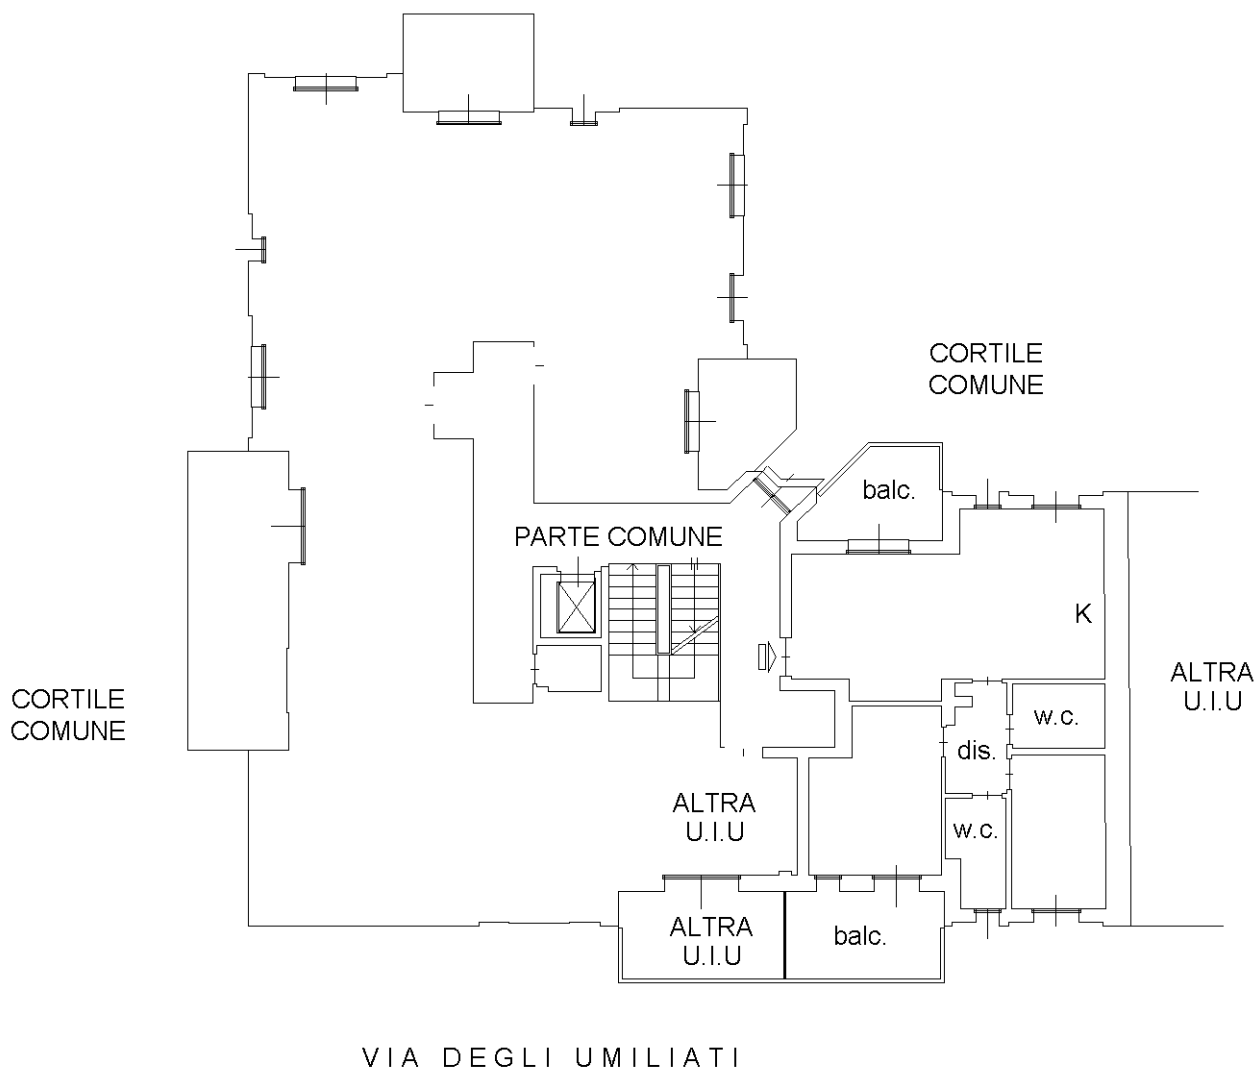 CORTILE
COMUNE
balc.
PARTE COMUNE
K
ALTRA
U.I.U
CORTILE
COMUNE
w.c.
dis.
ALTRA
U.I.U
w.c.
ALTRA
U.I.U
balc.
VIA DEGLI UMILIATI